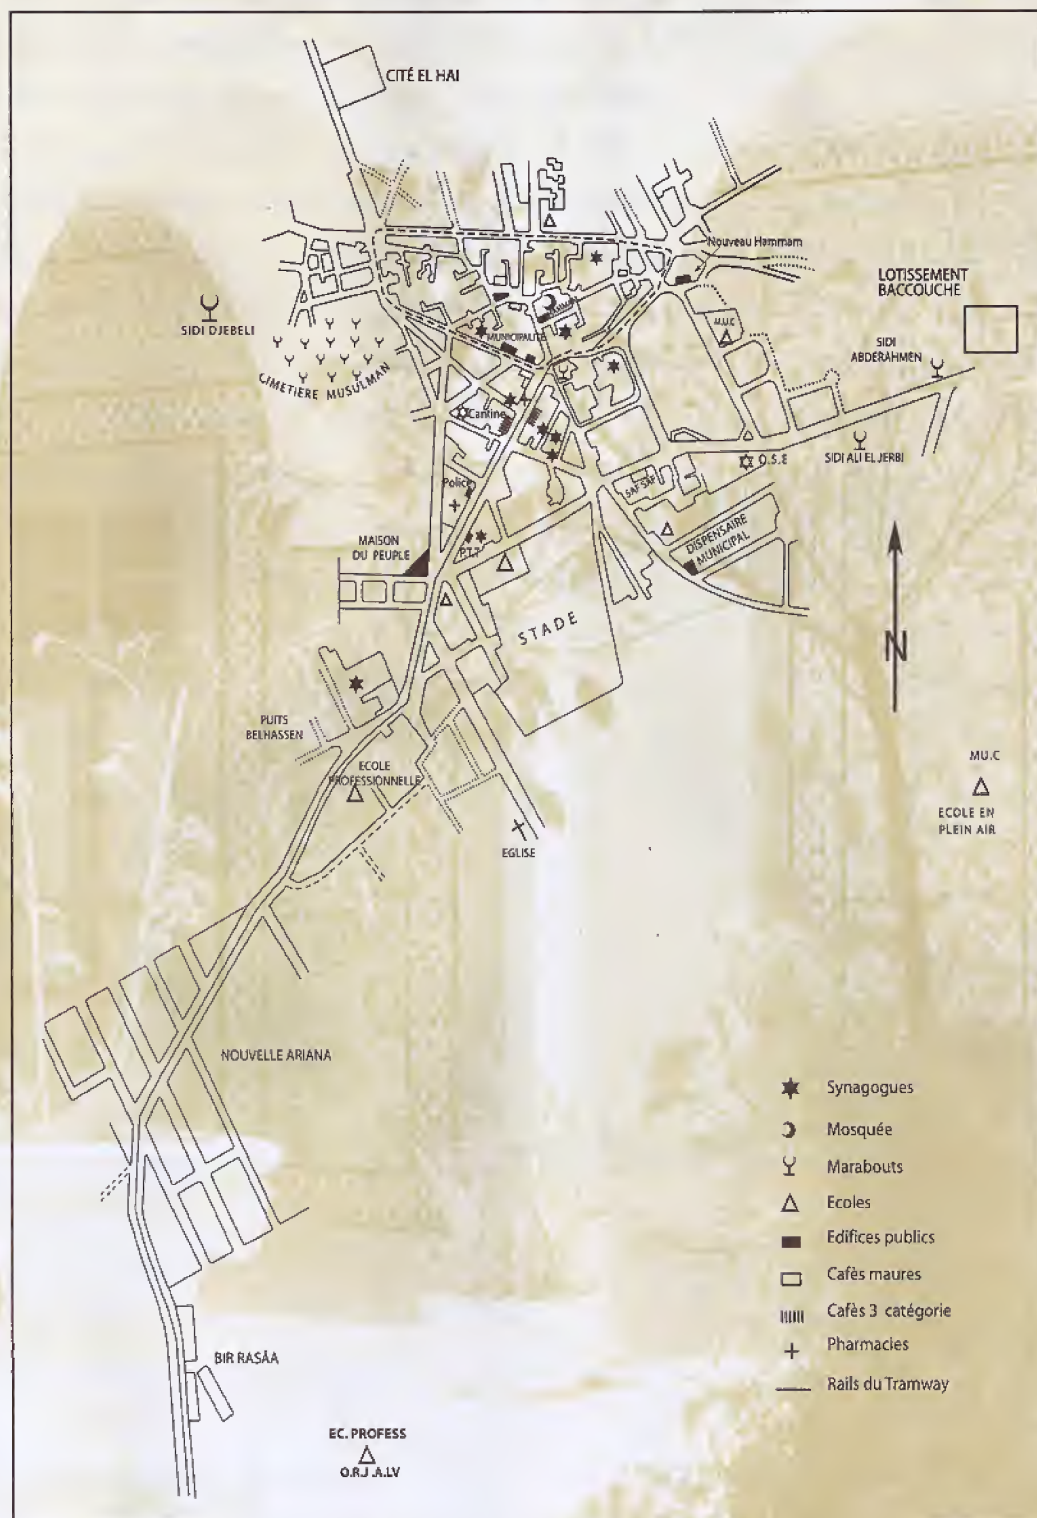 CITÉ EL HAI
Nouveau Hammam
LOTISSEMENT
BACCOUCHE
SIDI DJEBELI
M.U.C
MUNICIPALITE
SIDI
ABDERAHMEN
CIMETIERE MUSULMAN
Cantine
SIDI ALI EL JERBI
O.S.E
SAF SAF
Police
MAISON
DU PEUPLE
P.T.T
DISPENSAIRE
MUNICIPAL
STADE
N
PUITS
BELHASSEN
ECOLE
PROFESSIONNELLE
MU.C
ECOLE EN
PLEIN AIR
EGLISE
NOUVELLE ARIANA
Synagogues
Mosquée
Marabouts
Ecoles
Edifices publics
Cafès maures
Cafès 3 catégorie
Pharmacies
Rails du Tramway
BIR RASÂA
EC. PROFESS
O.R.J .A.LV